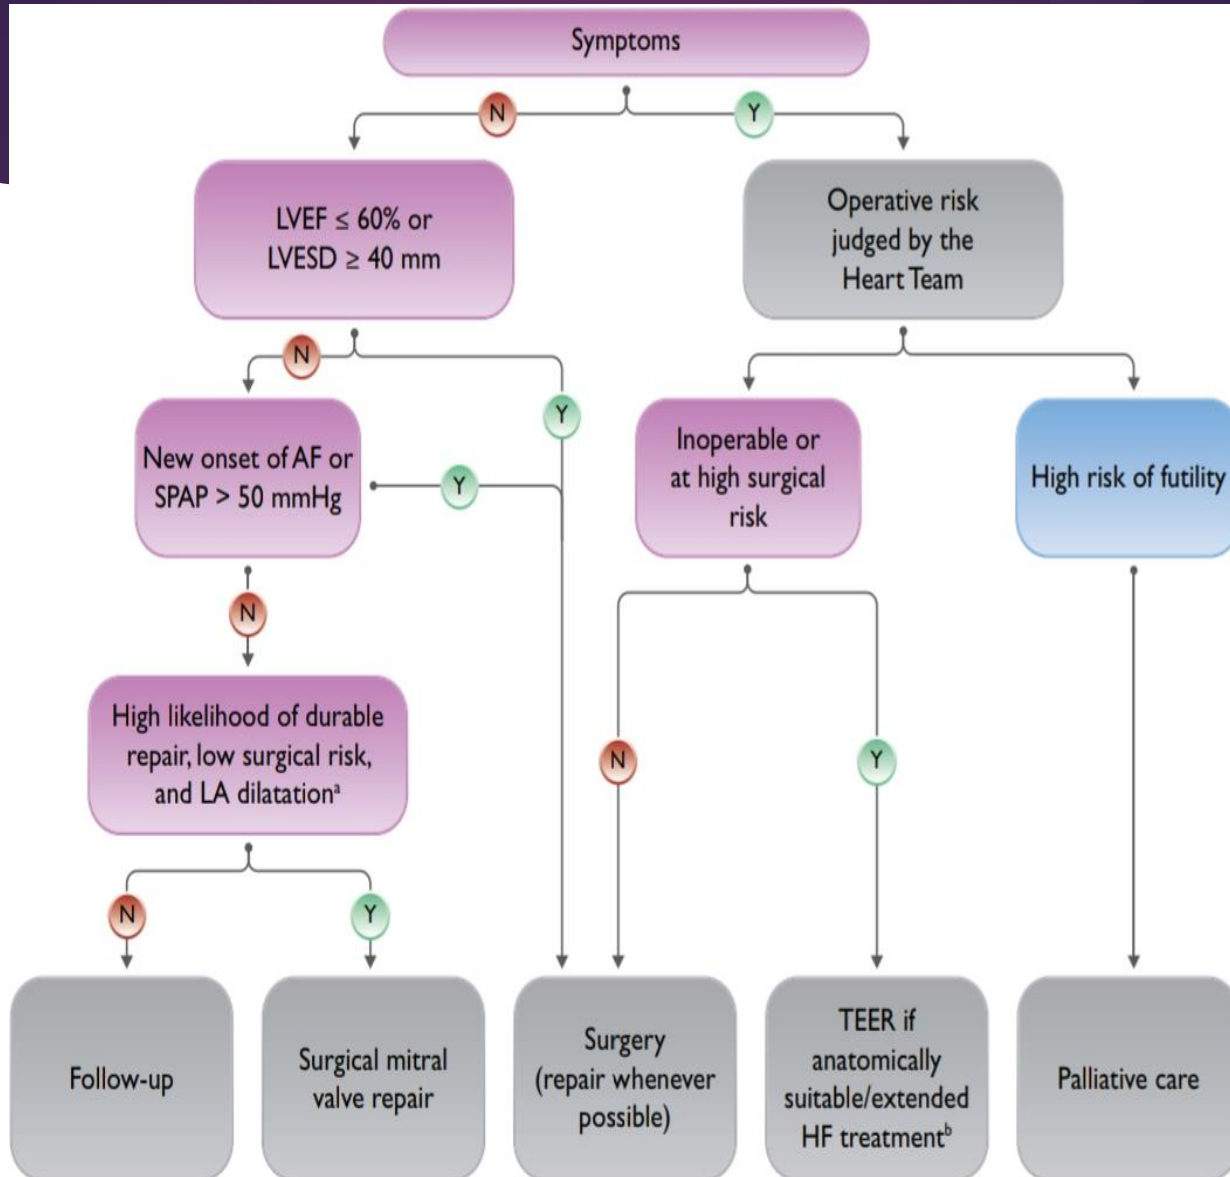 Symptoms
N
Y
LVEF ≤ 60% or
LVESD ≥ 40 mm
Operative risk
judged by the
Heart Team
N
Y
New onset of AF or
SPAP > 50 mmHg
Y
Inoperable or
at high surgical
risk
High risk of futility
N
High likelihood of durable
repair, low surgical risk,
and LA dilatationᵃ
N
Y
N
Y
Follow-up
Surgical mitral
valve repair
Surgery
(repair whenever
possible)
TEER if
anatomically
suitable/extended
HF treatmentᵇ
Palliative care